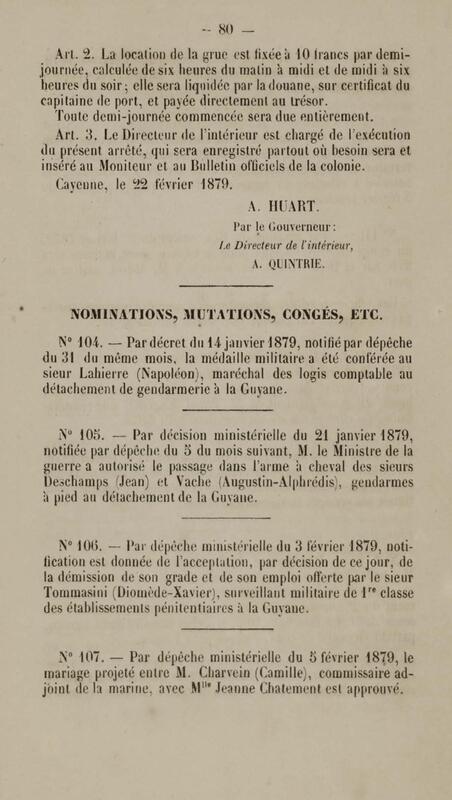 — 80 —
Art. 2. La location de la grue est fixée à 10 francs par demi-
journée, calculée de six heures du matin à midi et de midi à six
heures du soir; elle sera liquidée par la douane, sur certificat du
capitaine de port, et payée directement au trésor.
Toute demi-journée commencée sera due entièrement.
Art. 3. Le Directeur de l'intérieur est chargé de l'exécution
du présent arrêté, qui sera enregistré partout où besoin sera et
inséré au Moniteur et au Bulletin officiels de la colonie.
Cayenne, le 22 février 1879.
A. HUART.
Par le Gouverneur:
Le Directeur de l'intérieur,
A. QUINTRIE.
NOMINATIONS, MUTATIONS, CONGÉS, ETC.
N° 104. — Par décret du 14 janvier 1879, notifié par dépêche
du 31 du même mois, la médaille militaire a été conférée au
sieur Lahierre (Napoléon), maréchal des logis comptable au
détachement de gendarmerie à la Guyane.
N° 105. — Par décision ministérielle du 21 janvier 1879,
notifiée par dépêche du 5 du mois suivant, M. le Ministre de la
guerre a autorisé le passage dans l'arme à cheval des sieurs
Deschamps (Jean) et Vache (Augustin-Alphrédis), gendarmes
à pied au détachement de la Guyane.
N° 106. — Par dépêche ministérielle du 3 février 1879, noti-
fication est donnée de l'acceptation, par décision de ce jour, de
la démission de son grade et de son emploi offerte par le sieur
Tommasini (Diomède-Xavier), surveillant militaire de 1re classe
des établissements pénitentiaires à la Guyane.
N° 107. — Par dépêche ministérielle du 5 février 1879, le
mariage projeté entre M. Charvein (Camille), commissaire ad-
joint de la marine, avec Mlle Jeanne Chatement est approuvé.